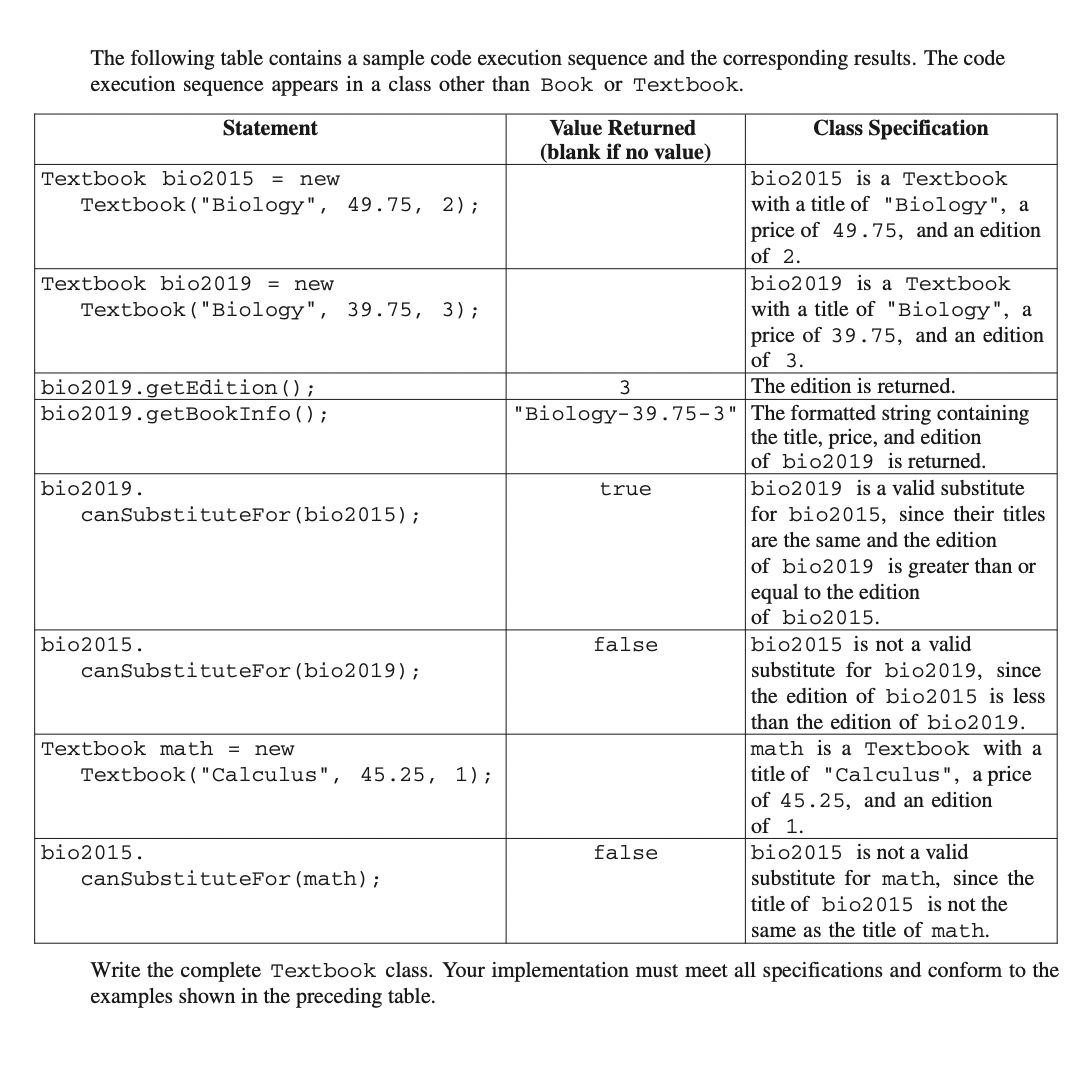 The following table contains a sample code execution sequence and the corresponding results. The code
execution sequence appears in a class other than Book or Textbook.
Statement
Value Returned
(blank if no value)
Class Specification
Textbook bio2015 = new
Textbook("Biology", 49.75, 2);
bio2015 is a Textbook
with a title of "Biology", a
price of 49.75, and an edition
of 2.
Textbook bio2019 = new
Textbook("Biology", 39.75, 3);
bio2019 is a Textbook
with a title of "Biology", a
price of 39.75, and an edition
of 3.
bio2019.getEdition();
3
The edition is returned.
bio2019.getBookInfo();
"Biology-39.75-3"
The formatted string containing
the title, price, and edition
of bio2019 is returned.
bio2019.
canSubstituteFor(bio2015);
true
bio2019 is a valid substitute
for bio2015, since their titles
are the same and the edition
of bio2019 is greater than or
equal to the edition
of bio2015.
bio2015.
canSubstituteFor(bio2019);
false
bio2015 is not a valid
substitute for bio2019, since
the edition of bio2015 is less
than the edition of bio2019.
Textbook math = new
Textbook("Calculus", 45.25, 1);
math is a Textbook with a
title of "Calculus", a price
of 45.25, and an edition
of 1.
bio2015.
canSubstituteFor(math);
false
bio2015 is not a valid
substitute for math, since the
title of bio2015 is not the
same as the title of math.
Write the complete Textbook class. Your implementation must meet all specifications and conform to the
examples shown in the preceding table.